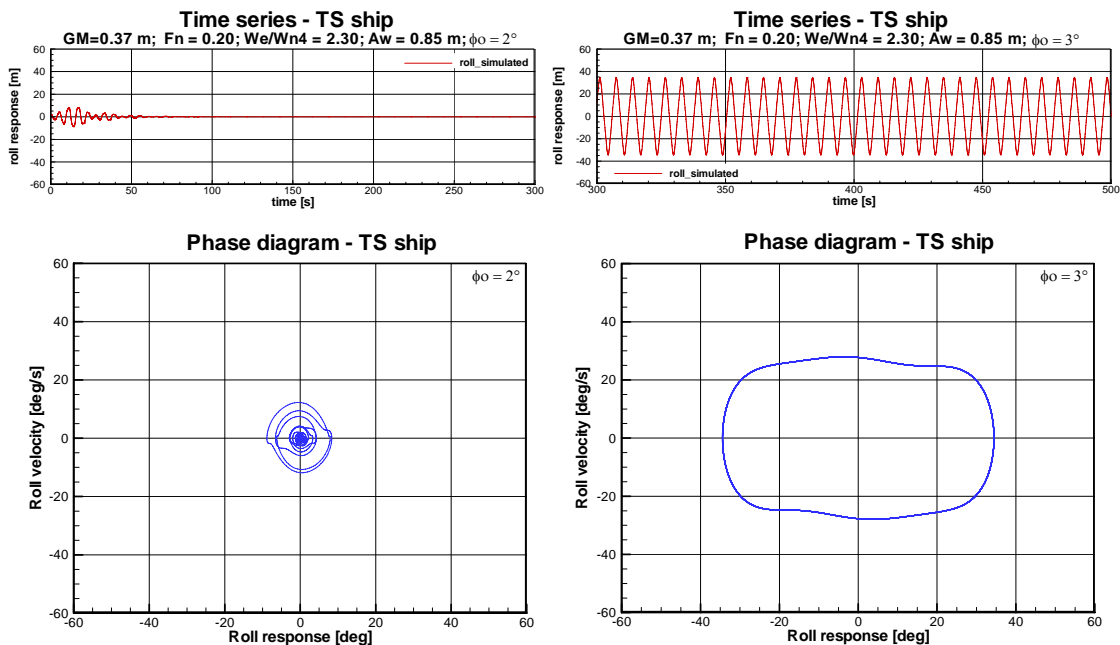 Time series - TS ship
GM=0.37 m;  Fn = 0.20; We/Wn4 = 2.30; Aw = 0.85 m; ϕo = 2°
roll response [m]
60
40
20
0
-20
-40
-60
roll_simulated
0 50 100 150 200 250 300
time [s]
Time series - TS ship
GM=0.37 m;  Fn = 0.20; We/Wn4 = 2.30; Aw = 0.85 m; ϕo = 3°
roll response [m]
60
40
20
0
-20
-40
-60
roll_simulated
300 350 400 450 500
time [s]
Phase diagram - TS ship
ϕo = 2°
Roll velocity [deg/s]
60
40
20
0
-20
-40
-60
-60 -40 -20 0 20 40 60
Roll response [deg]
Phase diagram - TS ship
ϕo = 3°
Roll velocity [deg/s]
60
40
20
0
-20
-40
-60
-60 -40 -20 0 20 40 60
Roll response [deg]